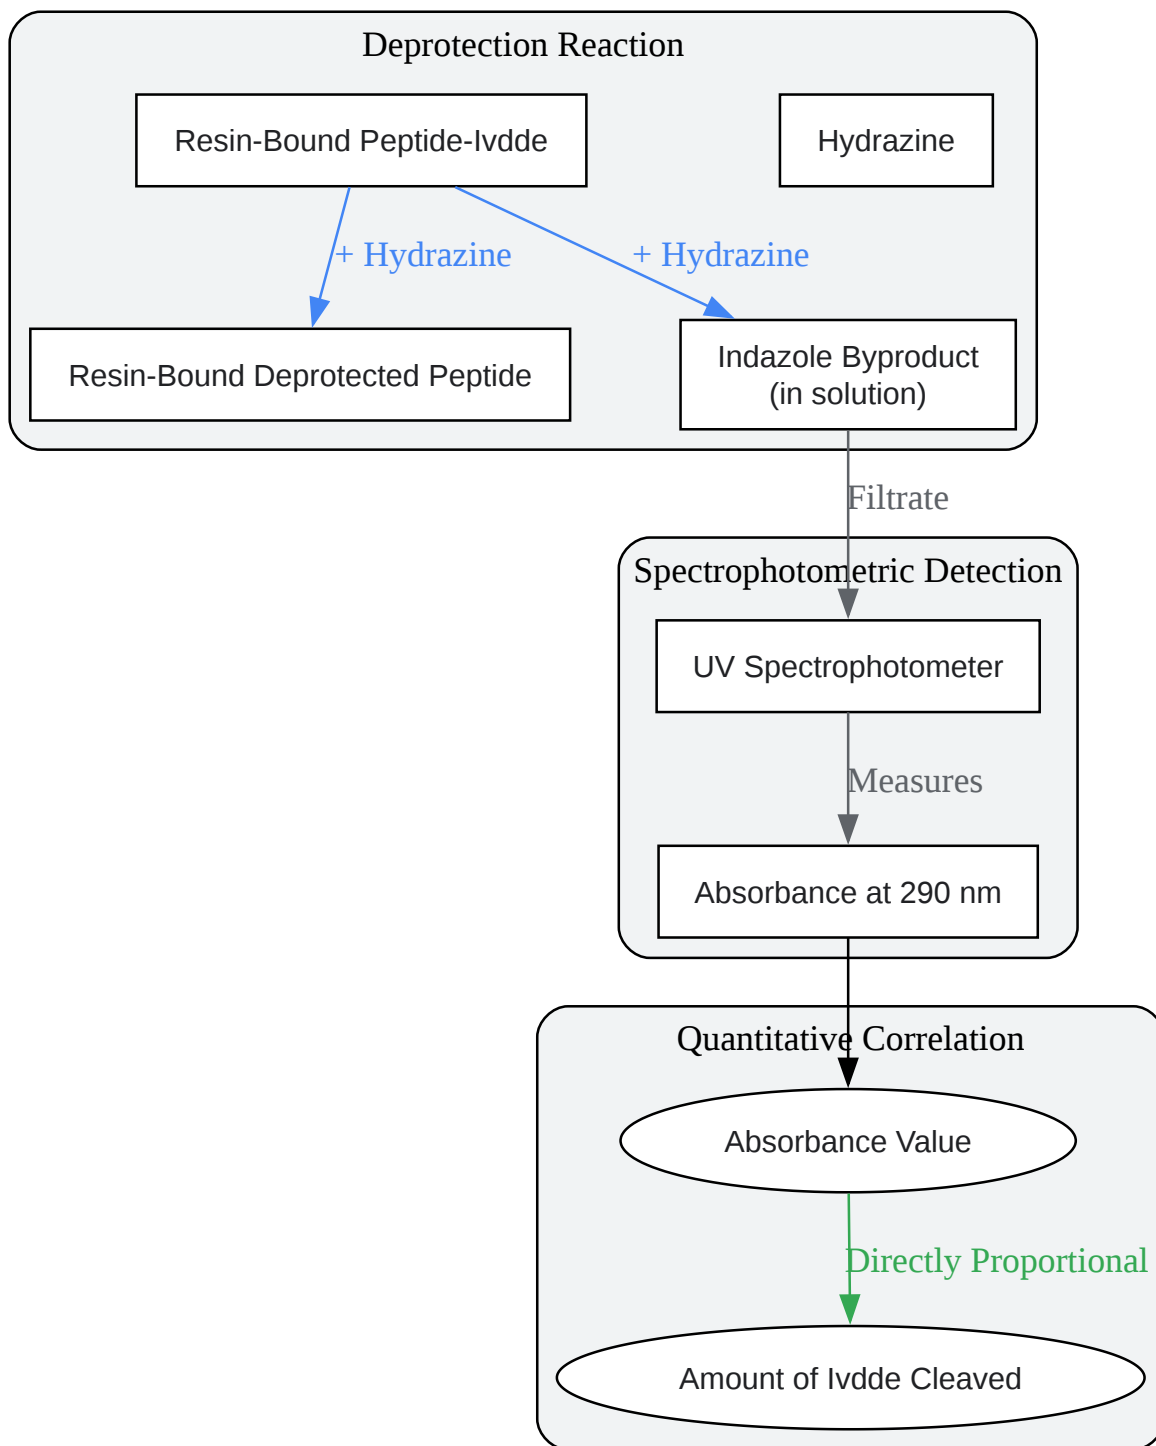 Deprotection Reaction
Resin-Bound Peptide-Ivdde
Hydrazine
+ Hydrazine
+ Hydrazine
Resin-Bound Deprotected Peptide
Indazole Byproduct
(in solution)
Filtrate
Spectrophotometric Detection
UV Spectrophotometer
Measures
Absorbance at 290 nm
Quantitative Correlation
Absorbance Value
Directly Proportional
Amount of Ivdde Cleaved